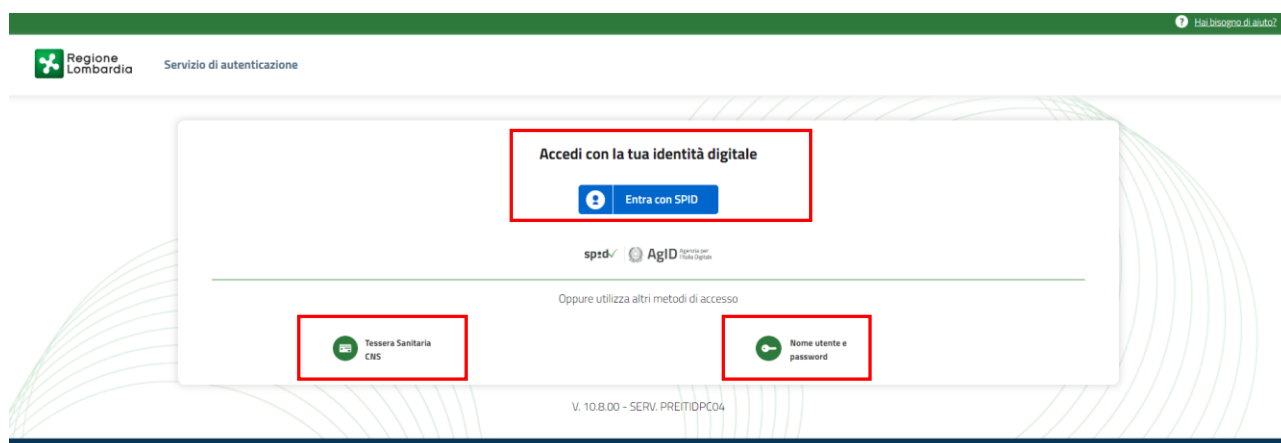 Hai bisogno di aiuto?
Regione
Lombardia
Servizio di autenticazione
Accedi con la tua identità digitale
Entra con SPID
spid
AgID
Agenzia per
l'Italia Digitale
Oppure utilizza altri metodi di accesso
Tessera Sanitaria
CNS
Nome utente e
password
V. 10.8.00 - SERV. PREITIDPC04